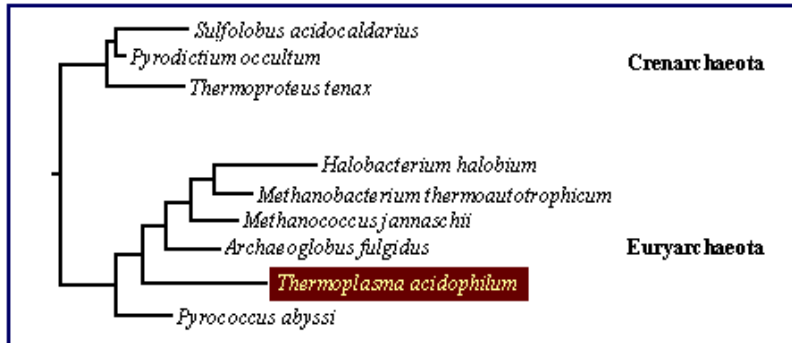 Sulfolobus acidocaldarius
Pyrodictium occultum
Crenarchaeota
Thermoproteus tenax
Halobacterium halobium
Methanobacterium thermoautotrophicum
Methanococcus jannaschii
Archaeoglobus fulgidus
Euryarchaeota
Thermoplasma acidophilum
Pyrococcus abyssi